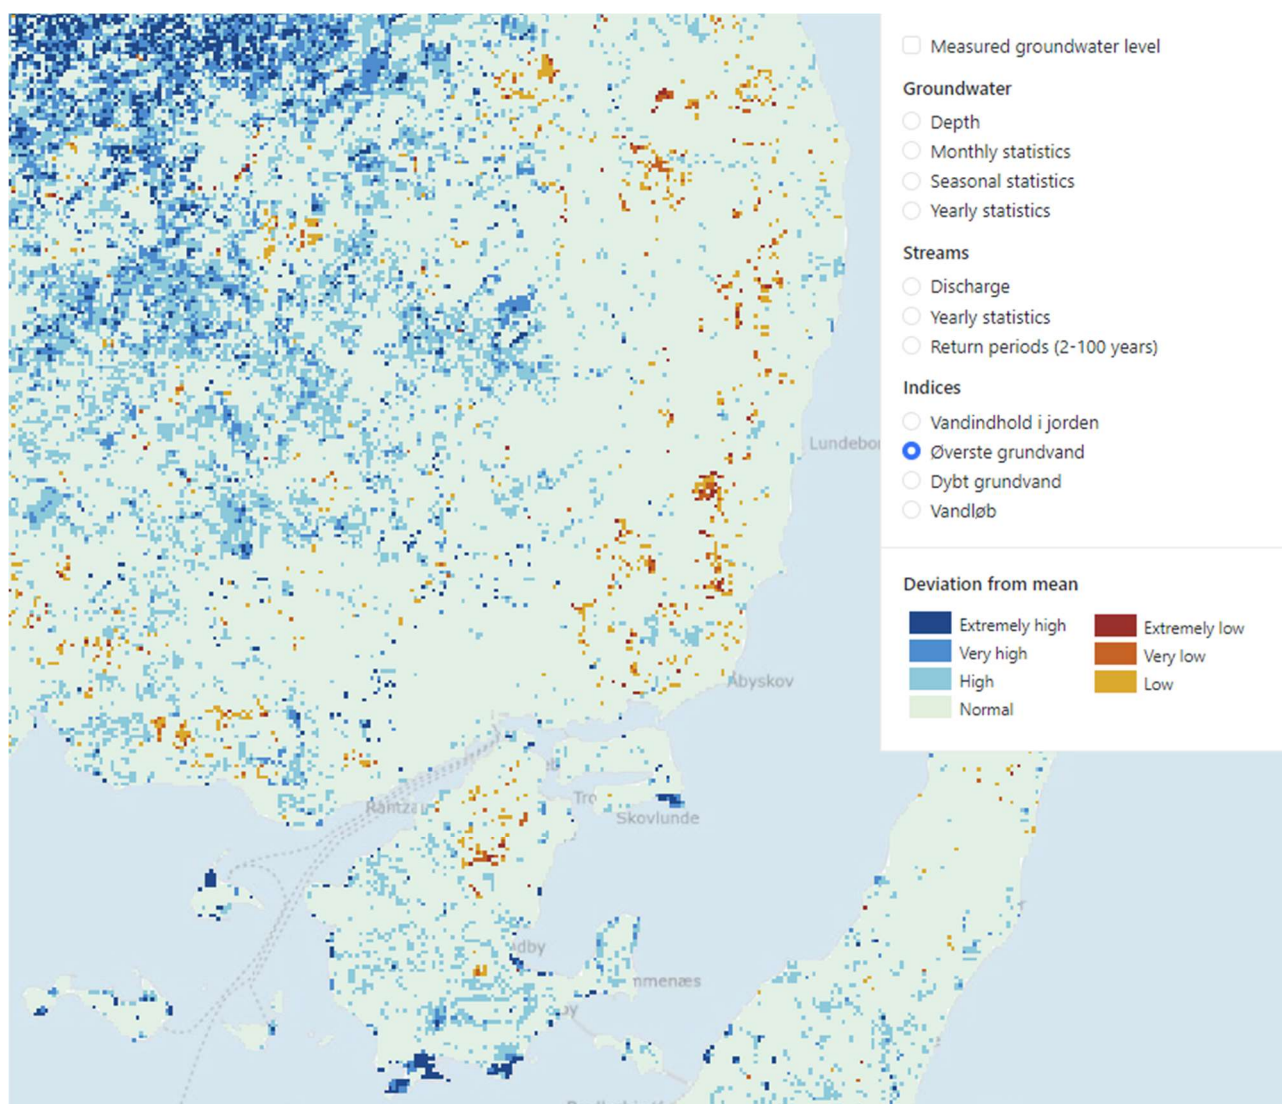 Measured groundwater level
Groundwater
Depth
Monthly statistics
Seasonal statistics
Yearly statistics
Streams
Discharge
Yearly statistics
Return periods (2-100 years)
Indices
Vandindhold i jorden
Øverste grundvand
Dybt grundvand
Vandløb
Deviation from mean
Extremely high
Extremely low
Very high
Very low
High
Low
Normal
Lundebor
Åbyskov
Tro
Skovlunde